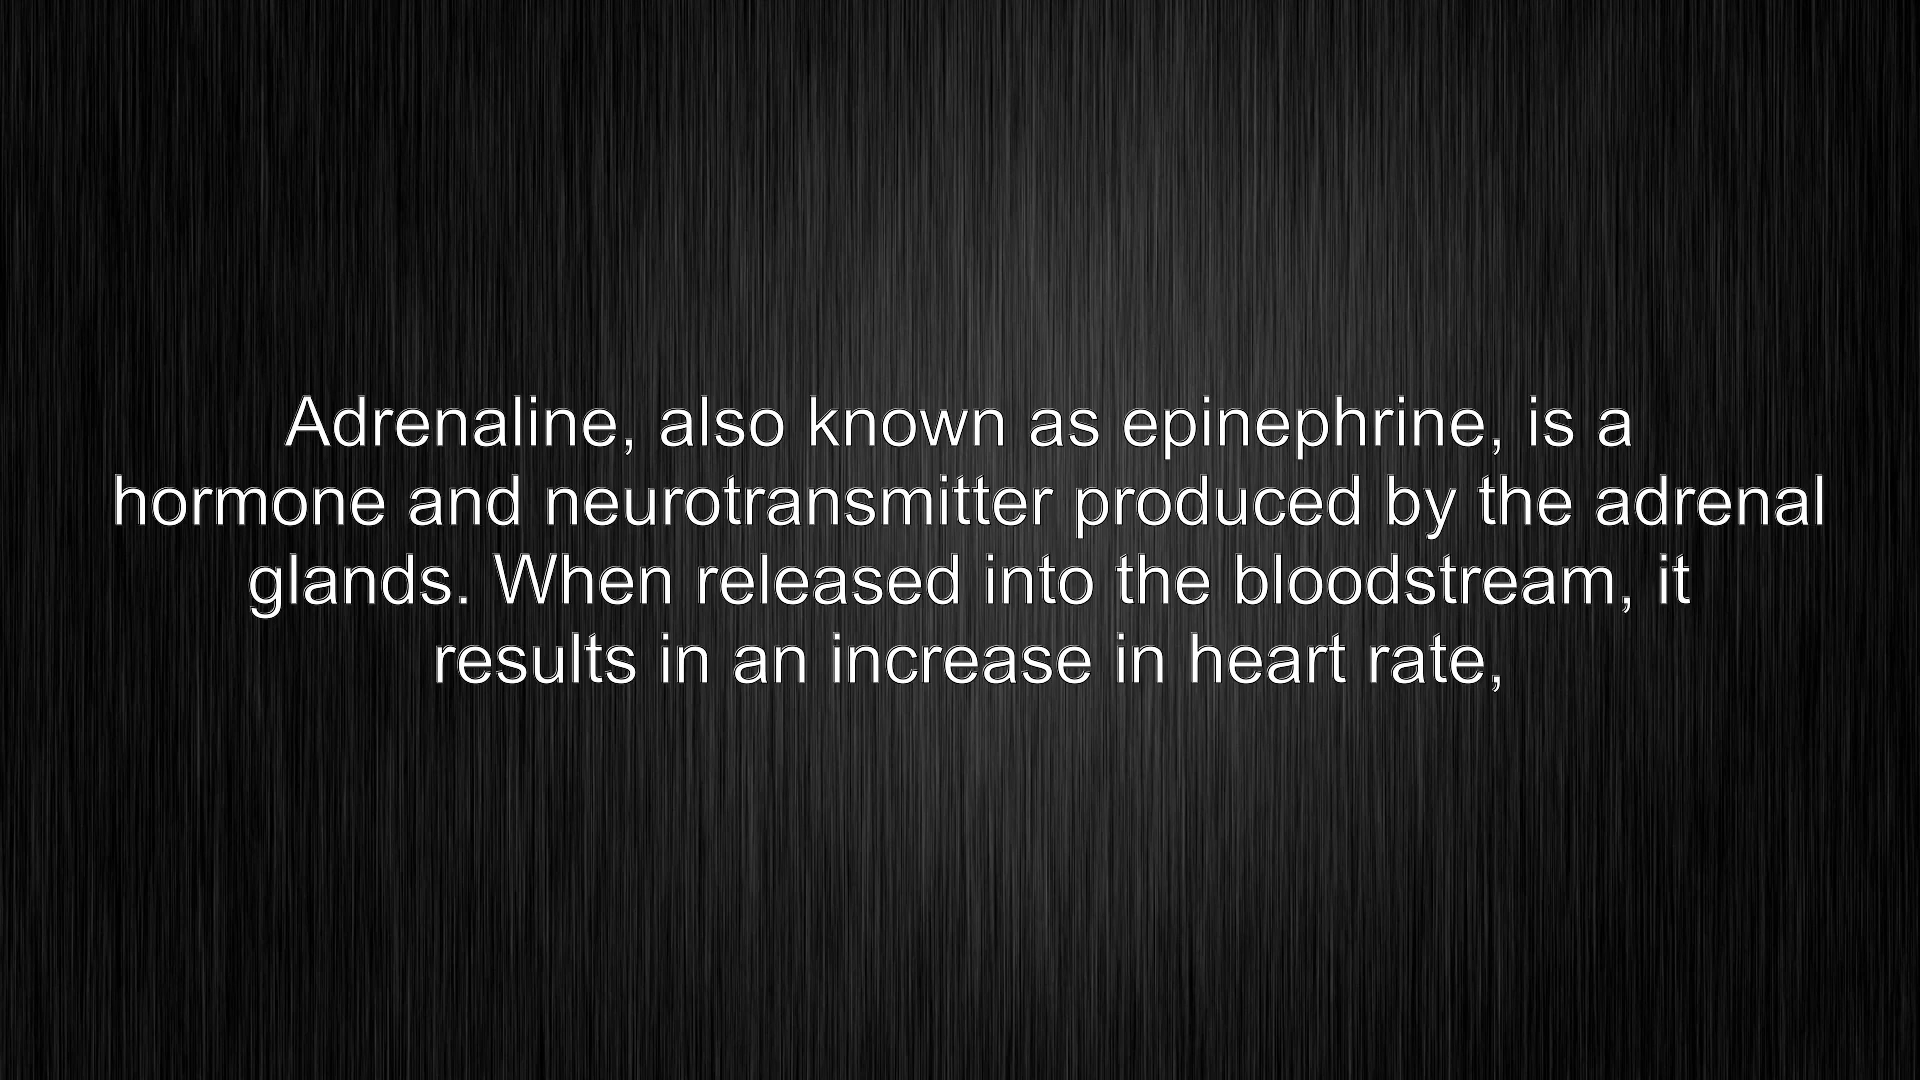 Adrenaline, also known as epinephrine, is a
hormone and neurotransmitter produced by the adrenal
glands. When released into the bloodstream, it
results in an increase in heart rate,